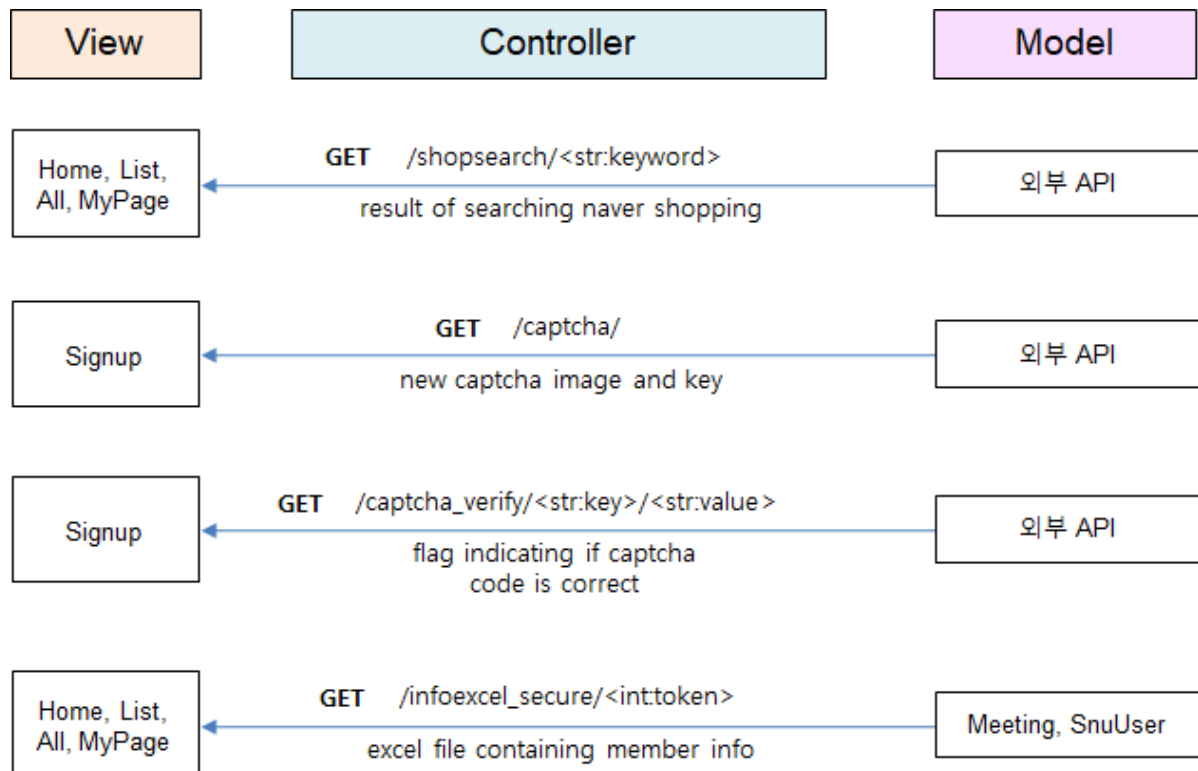 View
Controller
Model
Home, List,
All, MyPage
GET /shopsearch/<str:keyword>
result of searching naver shopping
외부 API
Signup
GET /captcha/
new captcha image and key
외부 API
Signup
GET /captcha_verify/<str:key>/<str:value>
flag indicating if captcha
code is correct
외부 API
Home, List,
All, MyPage
GET /infoexcel_secure/<int:token>
excel file containing member info
Meeting, SnuUser